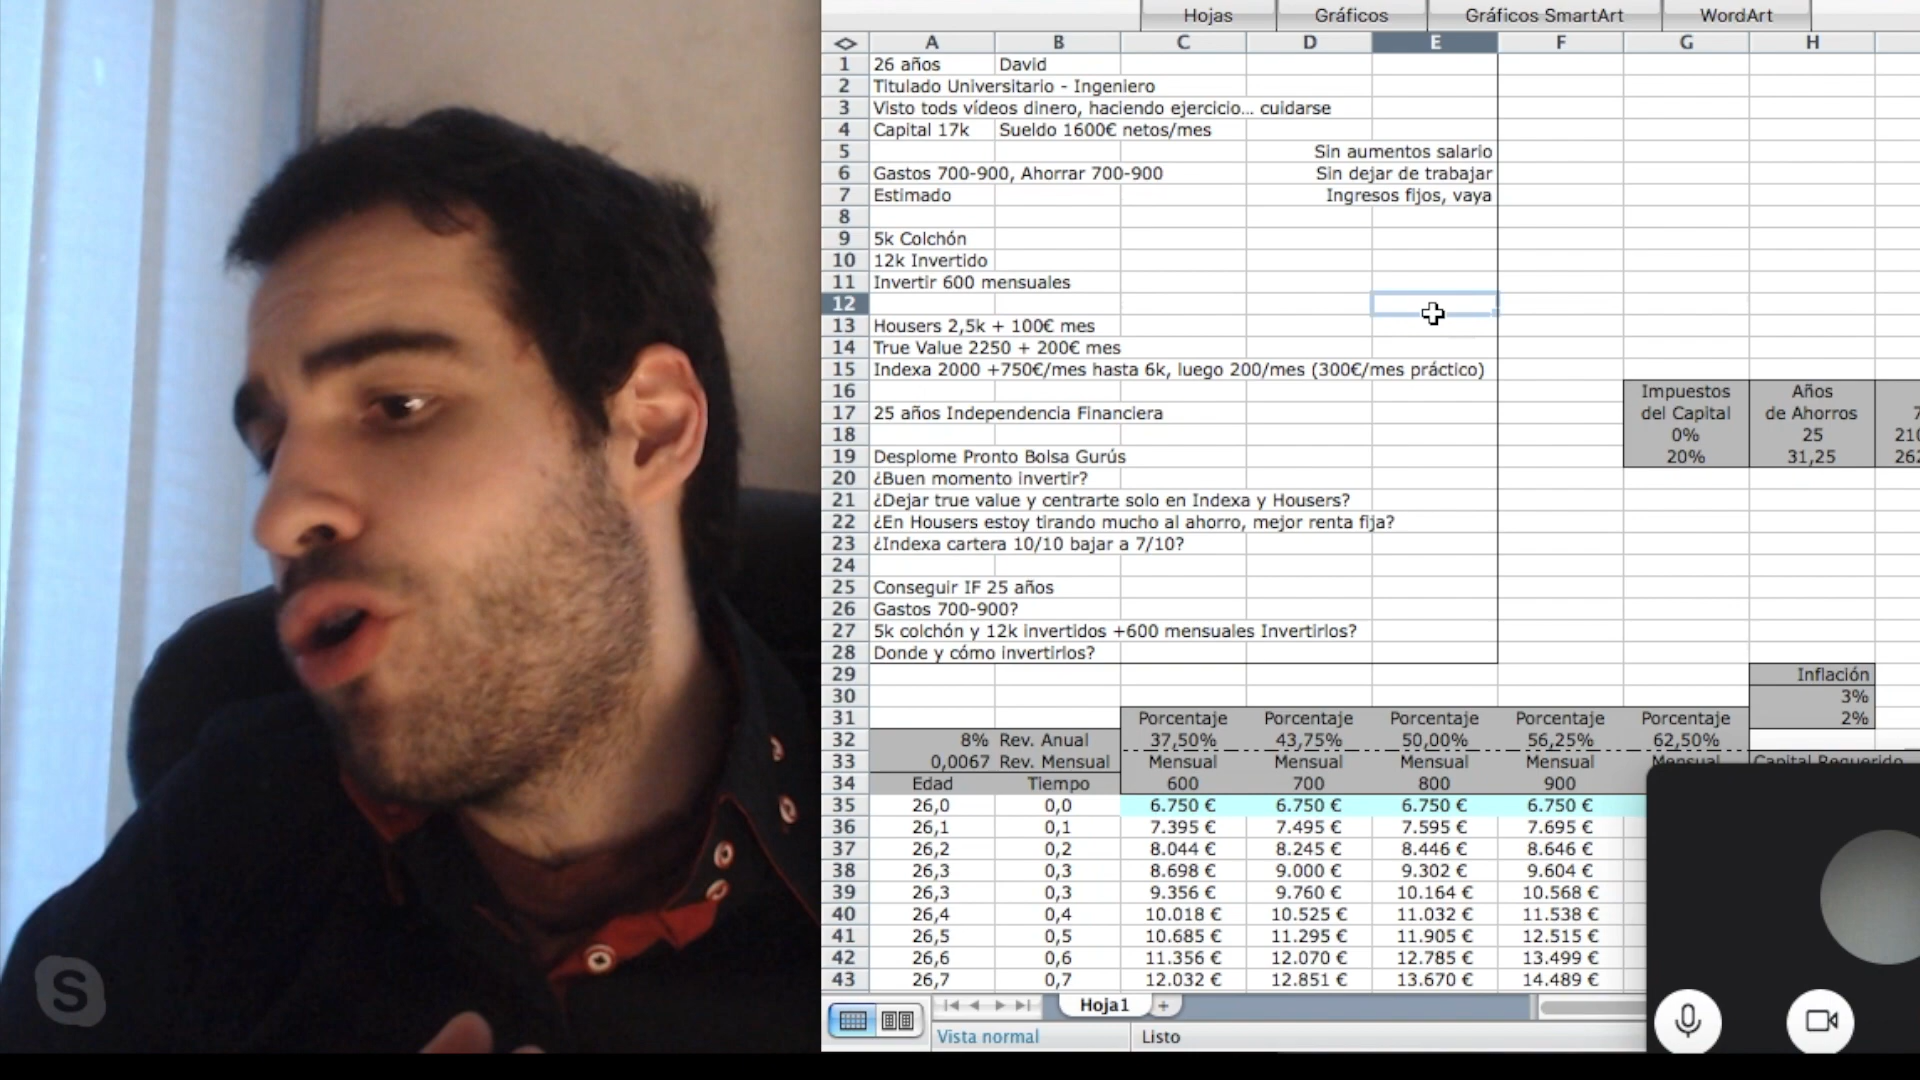 Hojas Gráficos Gráficos SmartArt WordArt
A B C D E F G H
1 26 años David
2 Titulado Universitario - Ingeniero
3 Visto tods vídeos dinero, haciendo ejercicio... cuidarse
4 Capital 17k Sueldo 1600€ netos/mes
5 Sin aumentos salario
6 Gastos 700-900, Ahorrar 700-900 Sin dejar de trabajar
7 Estimado Ingresos fijos, vaya
8
9 5k Colchón
10 12k Invertido
11 Invertir 600 mensuales
12
13 Housers 2,5k + 100€ mes
14 True Value 2250 + 200€ mes
15 Indexa 2000 +750€/mes hasta 6k, luego 200/mes (300€/mes práctico)
16 Impuestos Años
17 25 años Independencia Financiera del Capital de Ahorros
18 0% 25
19 Desplome Pronto Bolsa Gurús 20% 31,25
20 ¿Buen momento invertir?
21 ¿Dejar true value y centrarte solo en Indexa y Housers?
22 ¿En Housers estoy tirando mucho al ahorro, mejor renta fija?
23 ¿Indexa cartera 10/10 bajar a 7/10?
24
25 Conseguir IF 25 años
26 Gastos 700-900?
27 5k colchón y 12k invertidos +600 mensuales Invertirlos?
28 Donde y cómo invertirlos?
29 Inflación
30 3%
31 Porcentaje Porcentaje Porcentaje Porcentaje Porcentaje 2%
32 8% Rev. Anual 37,50% 43,75% 50,00% 56,25% 62,50%
33 0,0067 Rev. Mensual Mensual Mensual Mensual Mensual Mensual Capital Requerido
34 Edad Tiempo 600 700 800 900
35 26,0 0,0 6.750 € 6.750 € 6.750 € 6.750 €
36 26,1 0,1 7.395 € 7.495 € 7.595 € 7.695 €
37 26,2 0,2 8.044 € 8.245 € 8.446 € 8.646 €
38 26,3 0,3 8.698 € 9.000 € 9.302 € 9.604 €
39 26,3 0,3 9.356 € 9.760 € 10.164 € 10.568 €
40 26,4 0,4 10.018 € 10.525 € 11.032 € 11.538 €
41 26,5 0,5 10.685 € 11.295 € 11.905 € 12.515 €
42 26,6 0,6 11.356 € 12.070 € 12.785 € 13.499 €
43 26,7 0,7 12.032 € 12.851 € 13.670 € 14.489 €
Hoja1 +
Vista normal Listo
S